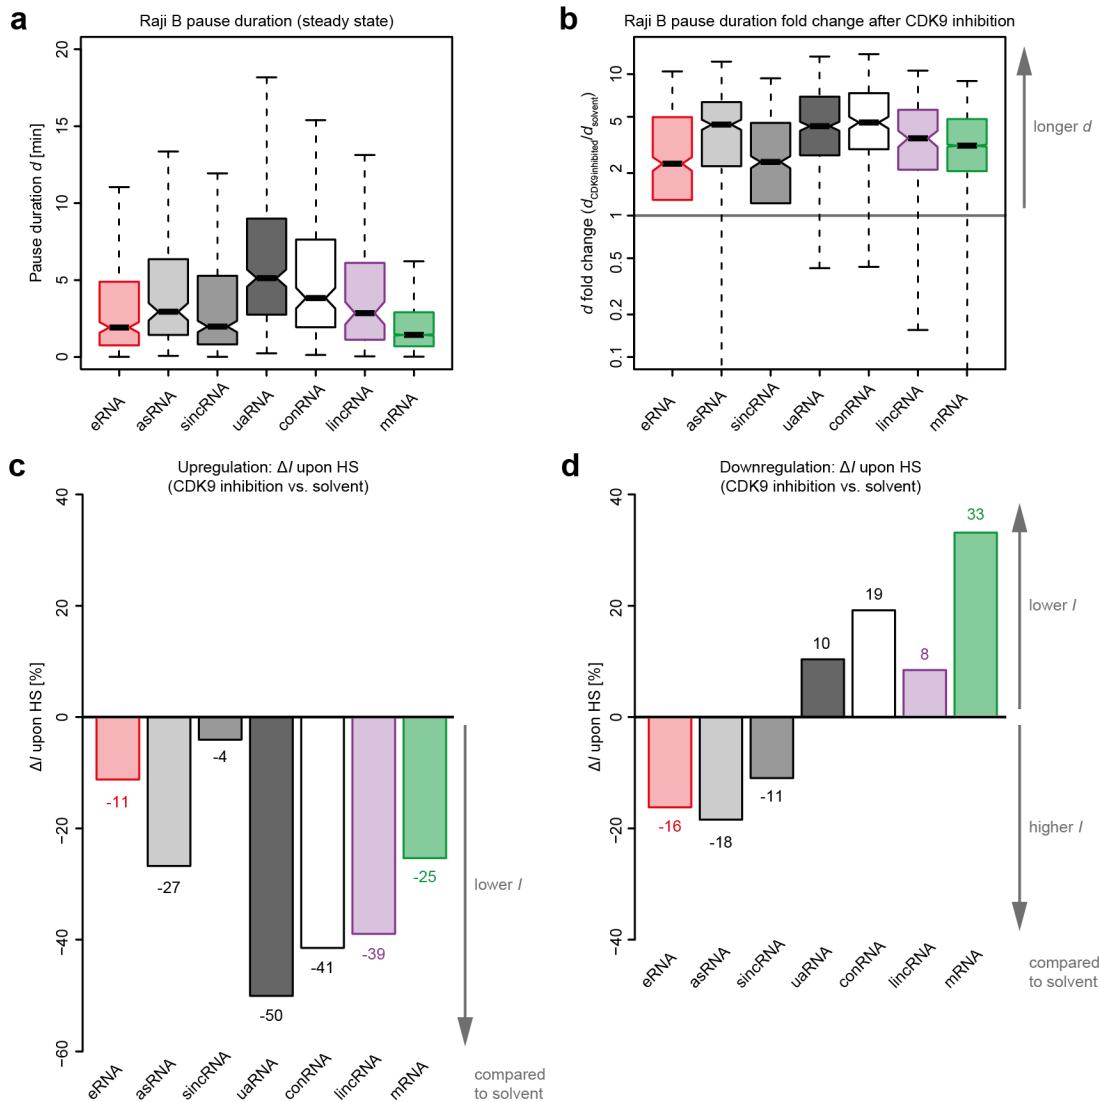 a
Raji B pause duration (steady state)
Pause duration d [min]
20
15
10
5
0
eRNA
asRNA
sincRNA
uaRNA
conRNA
lincRNA
mRNA
b
Raji B pause duration fold change after CDK9 inhibition
d fold change (dCDK9inhibited/dsolvent)
10
5
2
1
0.5
0.2
0.1
longer d
eRNA
asRNA
sincRNA
uaRNA
conRNA
lincRNA
mRNA
c
Upregulation: ΔI upon HS
(CDK9 inhibition vs. solvent)
ΔI upon HS [%]
40
20
0
−20
−40
−60
-11
-27
-4
-50
-41
-39
-25
lower I
compared
to solvent
eRNA
asRNA
sincRNA
uaRNA
conRNA
lincRNA
mRNA
d
Downregulation: ΔI upon HS
(CDK9 inhibition vs. solvent)
ΔI upon HS [%]
40
20
0
−20
−40
-16
-18
-11
10
19
8
33
lower I
higher I
compared
to solvent
eRNA
asRNA
sincRNA
uaRNA
conRNA
lincRNA
mRNA